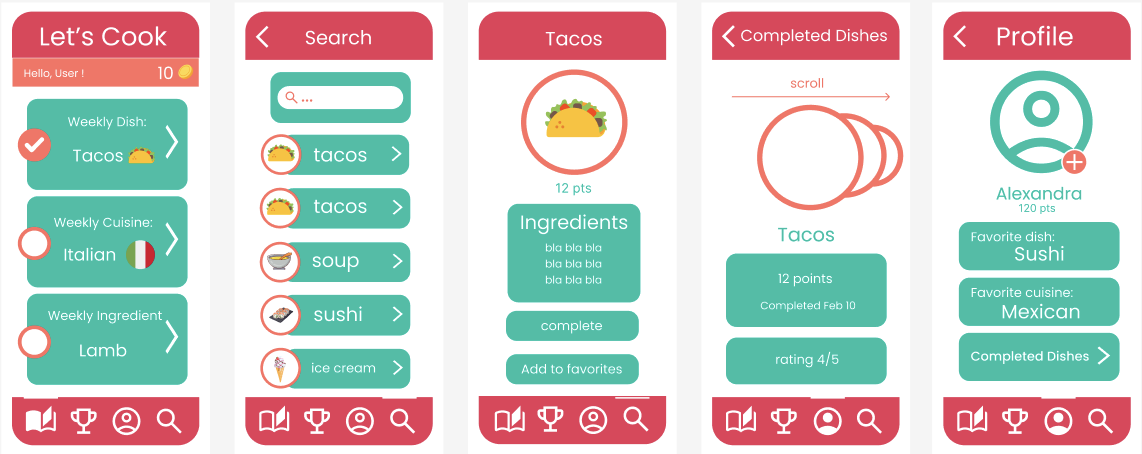 Let's Cook
Hello, User !
10
Weekly Dish:
Tacos
Weekly Cuisine:
Italian
Weekly Ingredient
Lamb
Search
...
tacos
tacos
soup
sushi
ice cream
Tacos
12 pts
Ingredients
bla bla bla
bla bla bla
bla bla bla
complete
Add to favorites
Completed Dishes
scroll
Tacos
12 points
Completed Feb 10
rating 4/5
Profile
Alexandra
120 pts
Favorite dish:
Sushi
Favorite cuisine:
Mexican
Completed Dishes